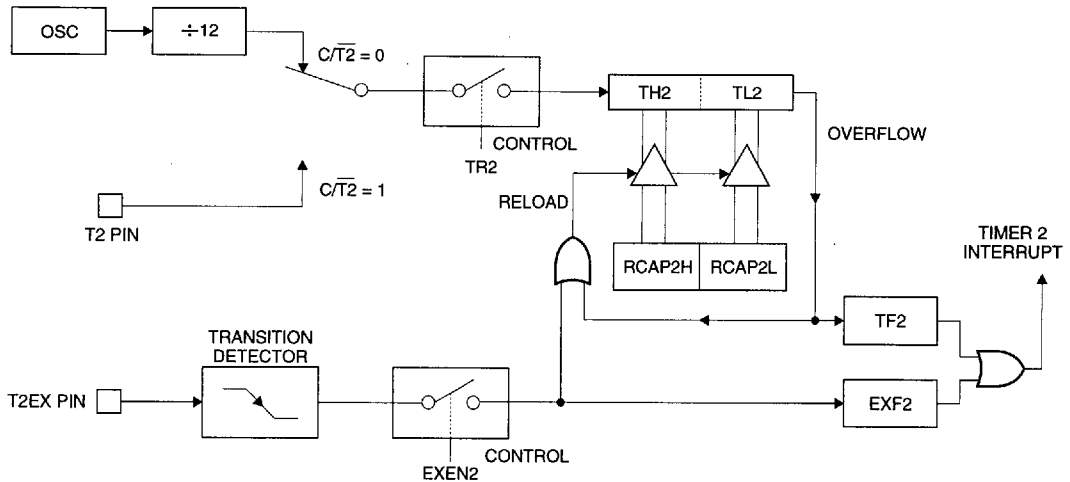 OSC
÷12
C/T2̅ = 0
TH2
TL2
OVERFLOW
CONTROL
TR2
C/T2̅ = 1
RELOAD
T2 PIN
RCAP2H
RCAP2L
TIMER 2
INTERRUPT
TF2
TRANSITION
DETECTOR
T2EX PIN
EXF2
CONTROL
EXEN2